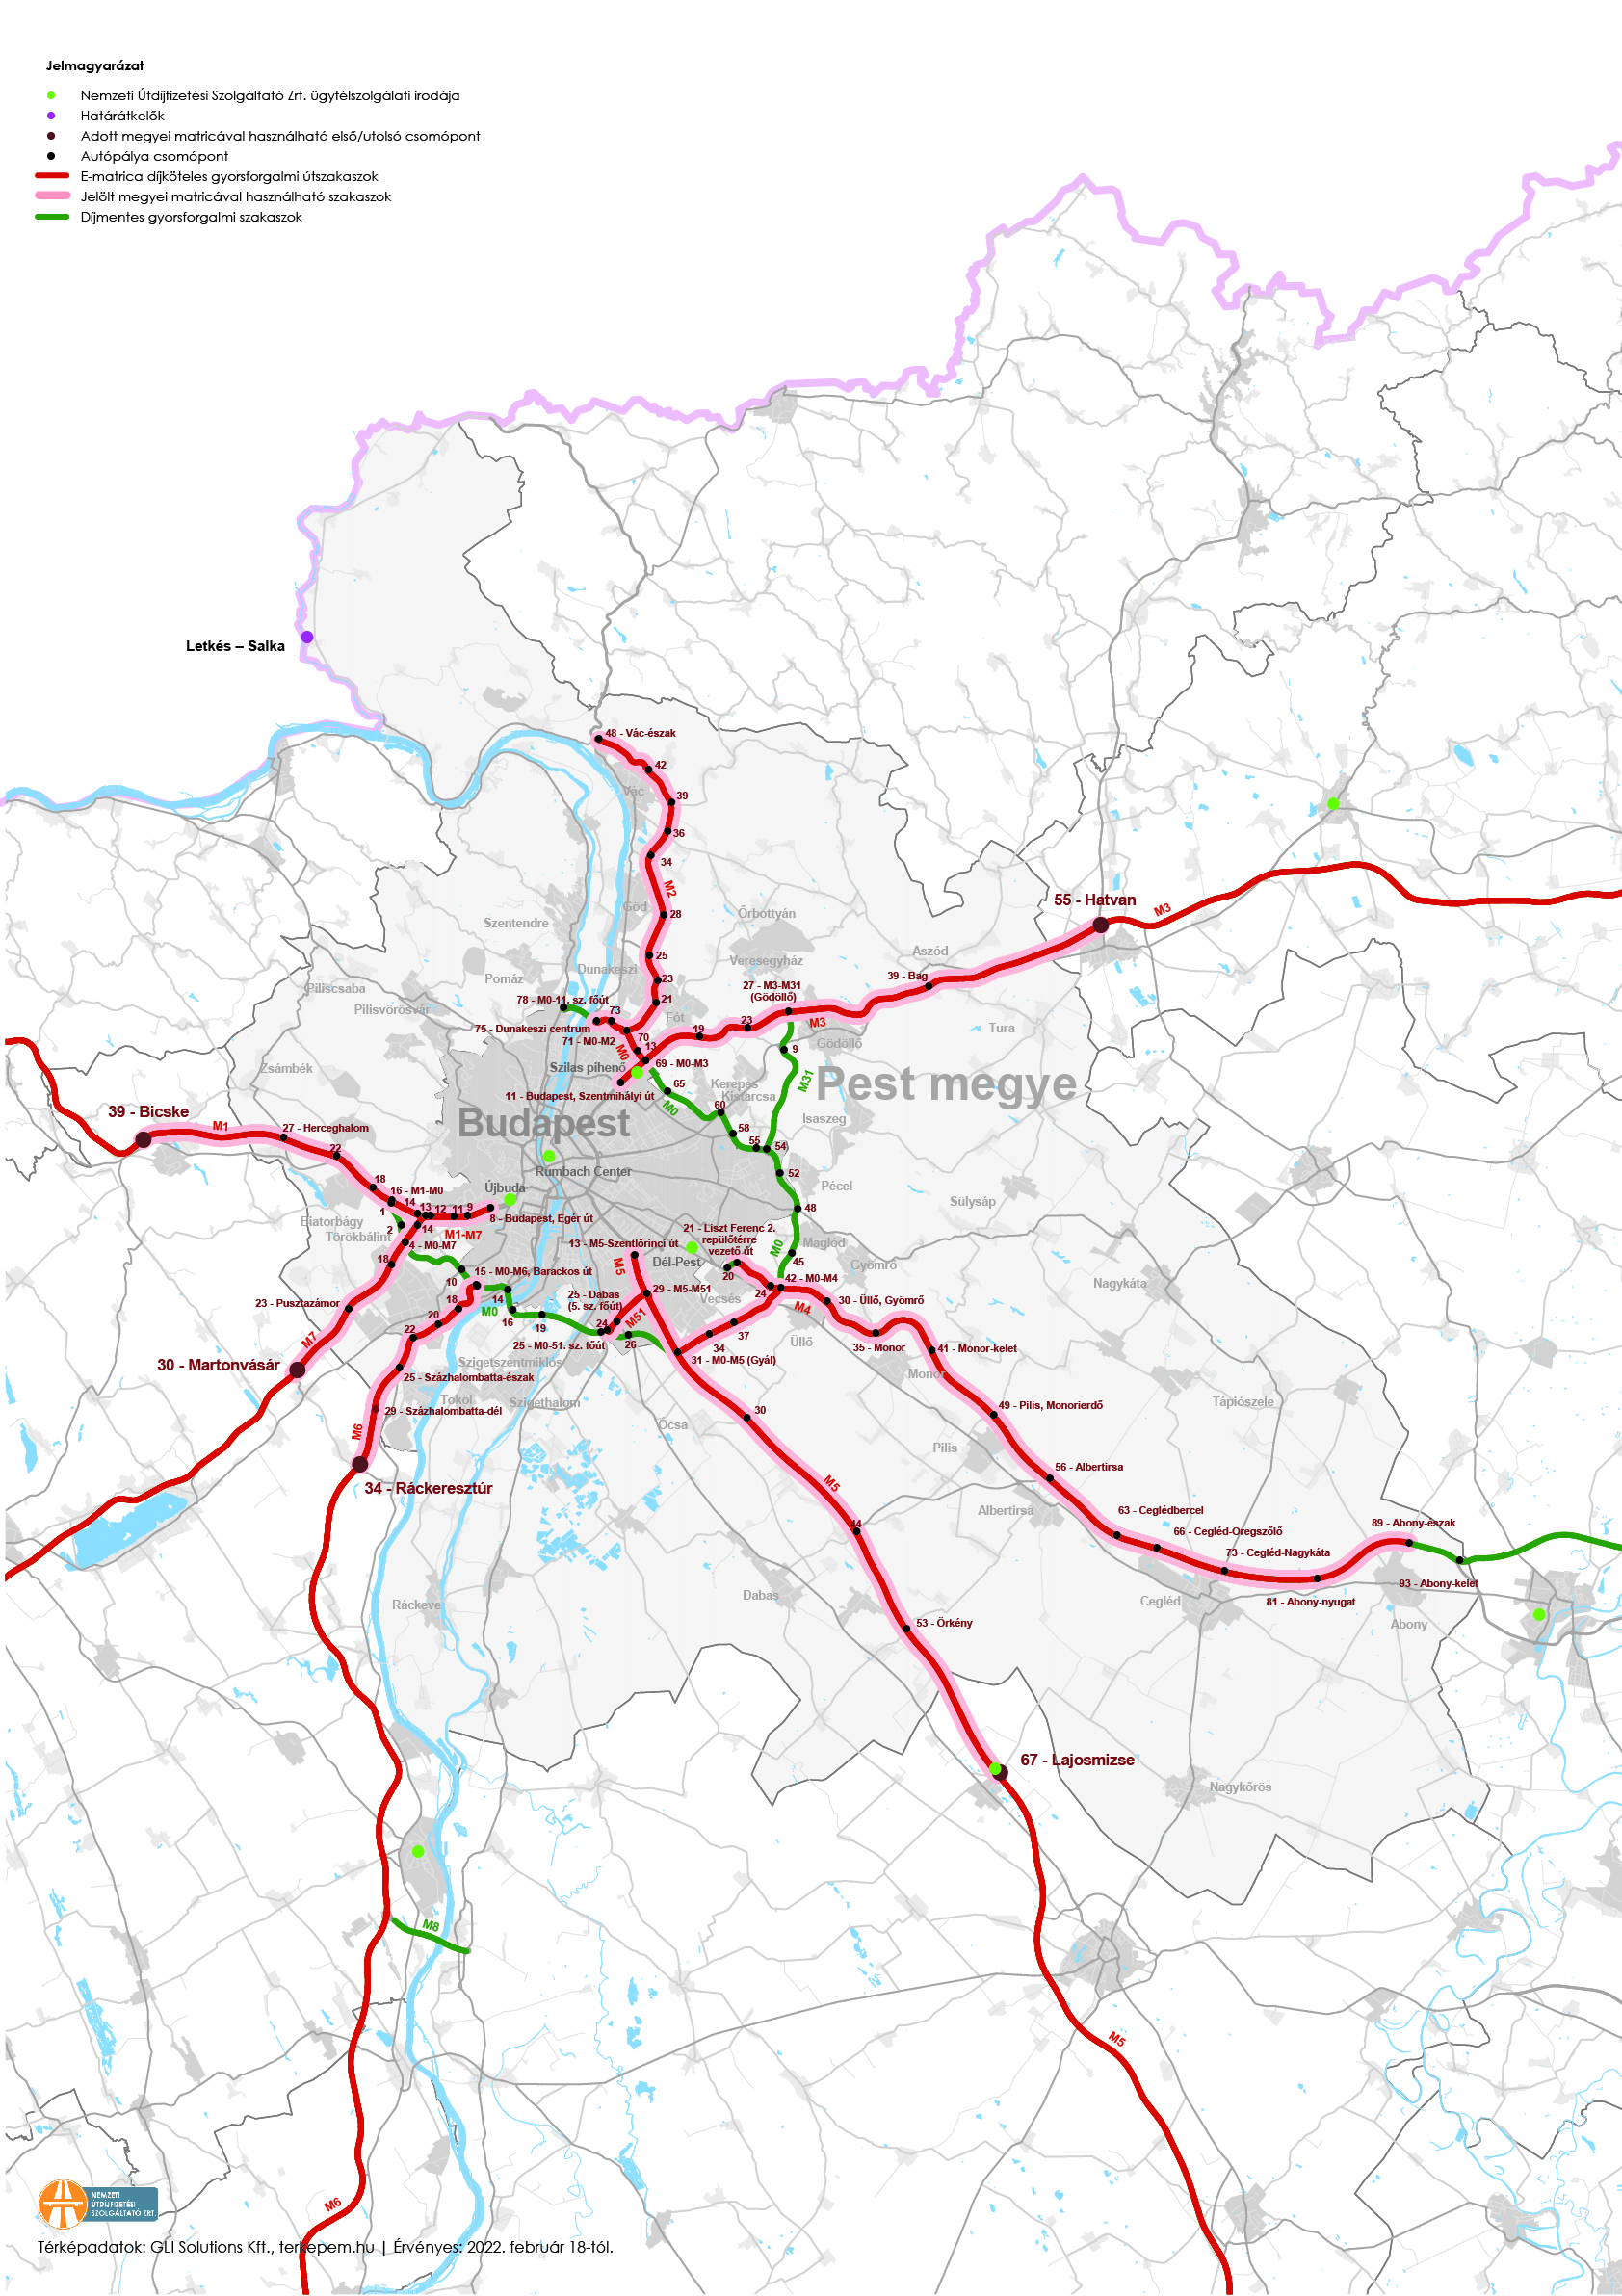 Jelmagyarázat
Nemzeti Útdíjfizetési Szolgáltató Zrt. ügyfélszolgálati irodája
Határátkelők
Adott megyei matricával használható első/utolsó csomópont
Autópálya csomópont
E-matrica díjköteles gyorsforgalmi útszakaszok
Jelölt megyei matricával használható szakaszok
Díjmentes gyorsforgalmi szakaszok
Letkés – Salka
48 - Vác-észak
42
Vác
39
36
34
M2
Göd
28
25
23
21
Szentendre
Őrbottyán
Veresegyház
Dunakeszi
Pomáz
Piliscsaba
Pilisvörösvár
55 - Hatvan
M3
Aszód
39 - Bag
27 - M3-M31
(Gödöllő)
78 - M0-11. sz. főút
73
75 - Dunakeszi centrum
71 - M0-M2
Fót
19
23
M3
Gödöllő
Tura
70
13
M0
69 - M0-M3
Szilas pihenő
9
M31
11 - Budapest, Szentmihályi út
65
M0
Kerepes
Kistarcsa
60
Pest megye
Zsámbék
Budapest
Isaszeg
58
55
54
52
Pécel
48
39 - Bicske
M1
27 - Herceghalom
22
18
16 - M1-M0
1
14
13
12
11
9
14
8 - Budapest, Egér út
M1-M7
Rumbach Center
Újbuda
Biatorbágy
Törökbálint
2
4 - M0-M7
18
Sülysáp
21 - Liszt Ferenc 2.
repülőtérre
vezető út
13 - M5-Szentlőrinci út
M5
Dél-Pest
20
M0
Maglód
45
Gyömrő
15 - M0-M6, Barackos út
10
18
M0
14
16
19
25 - Dabas
(5. sz. főút)
29 - M5-M51
Vecsés
24
42 - M0-M4
M4
30 - Üllő, Gyömrő
Nagykáta
23 - Pusztazámor
20
22
24
M51
25 - M0-51. sz. főút
26
37
34
31 - M0-M5 (Gyál)
Üllő
35 - Monor
41 - Monor-kelet
Monor
M7
30 - Martonvásár
Szigetszentmiklós
25 - Százhalombatta-észak
Tököl
Szigethalom
29 - Százhalombatta-dél
M6
Ócsa
30
49 - Pilis, Monorierdő
Tápiószele
Pilis
34 - Ráckeresztúr
56 - Albertirsa
M5
Albertirsa
44
63 - Ceglédbercel
66 - Cegléd-Öregszőlő
73 - Cegléd-Nagykáta
89 - Abony-észak
93 - Abony-kelet
81 - Abony-nyugat
Cegléd
Abony
Dabas
Ráckeve
53 - Örkény
67 - Lajosmizse
Nagykőrös
M8
M5
M6
NEMZETI
ÚTDÍJFIZETÉSI
SZOLGÁLTATÓ ZRT.
Térképadatok: GLI Solutions Kft., terkepem.hu | Érvényes: 2022. február 18-tól.